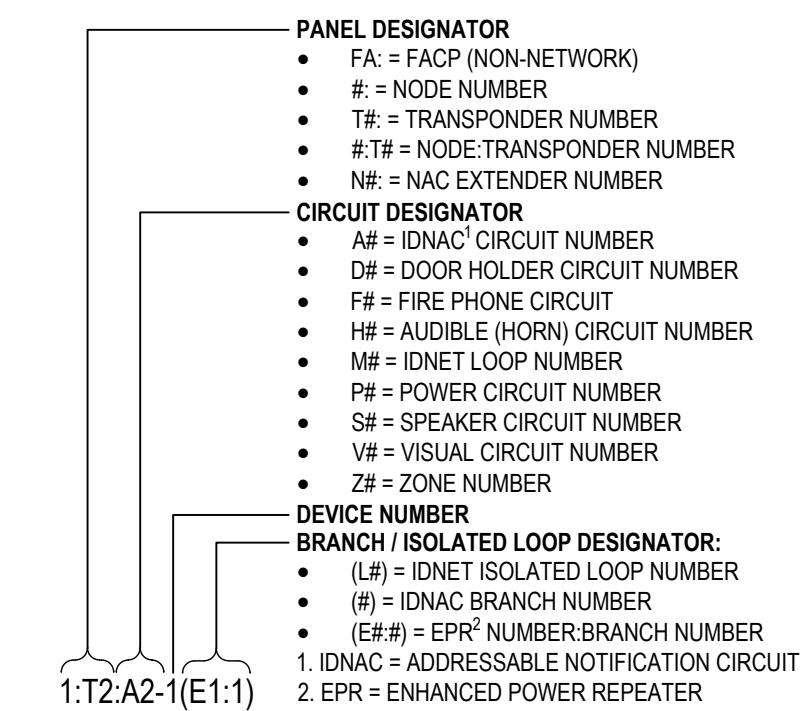 PANEL DESIGNATOR
• FA: = FACP (NON-NETWORK)
• #: = NODE NUMBER
• T#: = TRANSPONDER NUMBER
• #:T# = NODE:TRANSPONDER NUMBER
• N#: = NAC EXTENDER NUMBER
CIRCUIT DESIGNATOR
• A# = IDNAC¹ CIRCUIT NUMBER
• D# = DOOR HOLDER CIRCUIT NUMBER
• F# = FIRE PHONE CIRCUIT
• H# = AUDIBLE (HORN) CIRCUIT NUMBER
• M# = IDNET LOOP NUMBER
• P# = POWER CIRCUIT NUMBER
• S# = SPEAKER CIRCUIT NUMBER
• V# = VISUAL CIRCUIT NUMBER
• Z# = ZONE NUMBER
DEVICE NUMBER
BRANCH / ISOLATED LOOP DESIGNATOR:
• (L#) = IDNET ISOLATED LOOP NUMBER
• (#) = IDNAC BRANCH NUMBER
• (E#:#) = EPR² NUMBER:BRANCH NUMBER
1. IDNAC = ADDRESSABLE NOTIFICATION CIRCUIT
2. EPR = ENHANCED POWER REPEATER
1:T2:A2-1(E1:1)